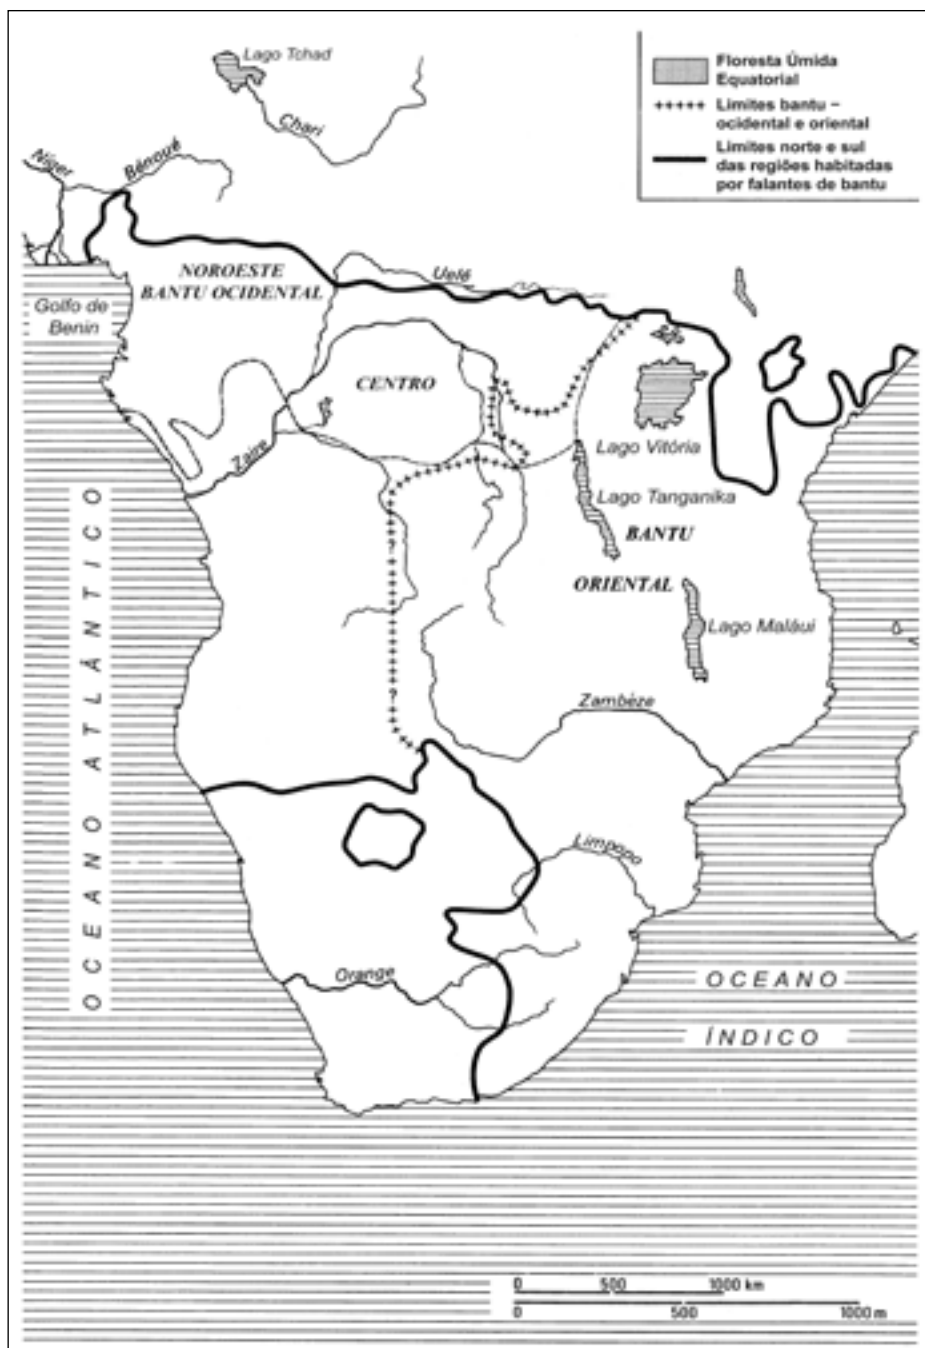 Lago Tchad
Chari
Níger
Bénoué
Floresta Úmida
Equatorial
+++++ Limites bantu –
ocidental e oriental
Limites norte e sul
das regiões habitadas
por falantes de bantu
NOROESTE
BANTU OCIDENTAL
Uelê
Golfo de
Benin
CENTRO
Zaire
Lago Vitória
Lago Tanganika
BANTU
ORIENTAL
Lago Maláui
?
?
Zambeze
Limpopo
Orange
OCEANO ATLÂNTICO
OCEANO
ÍNDICO
0 500 1000 km
0 500 1000 m